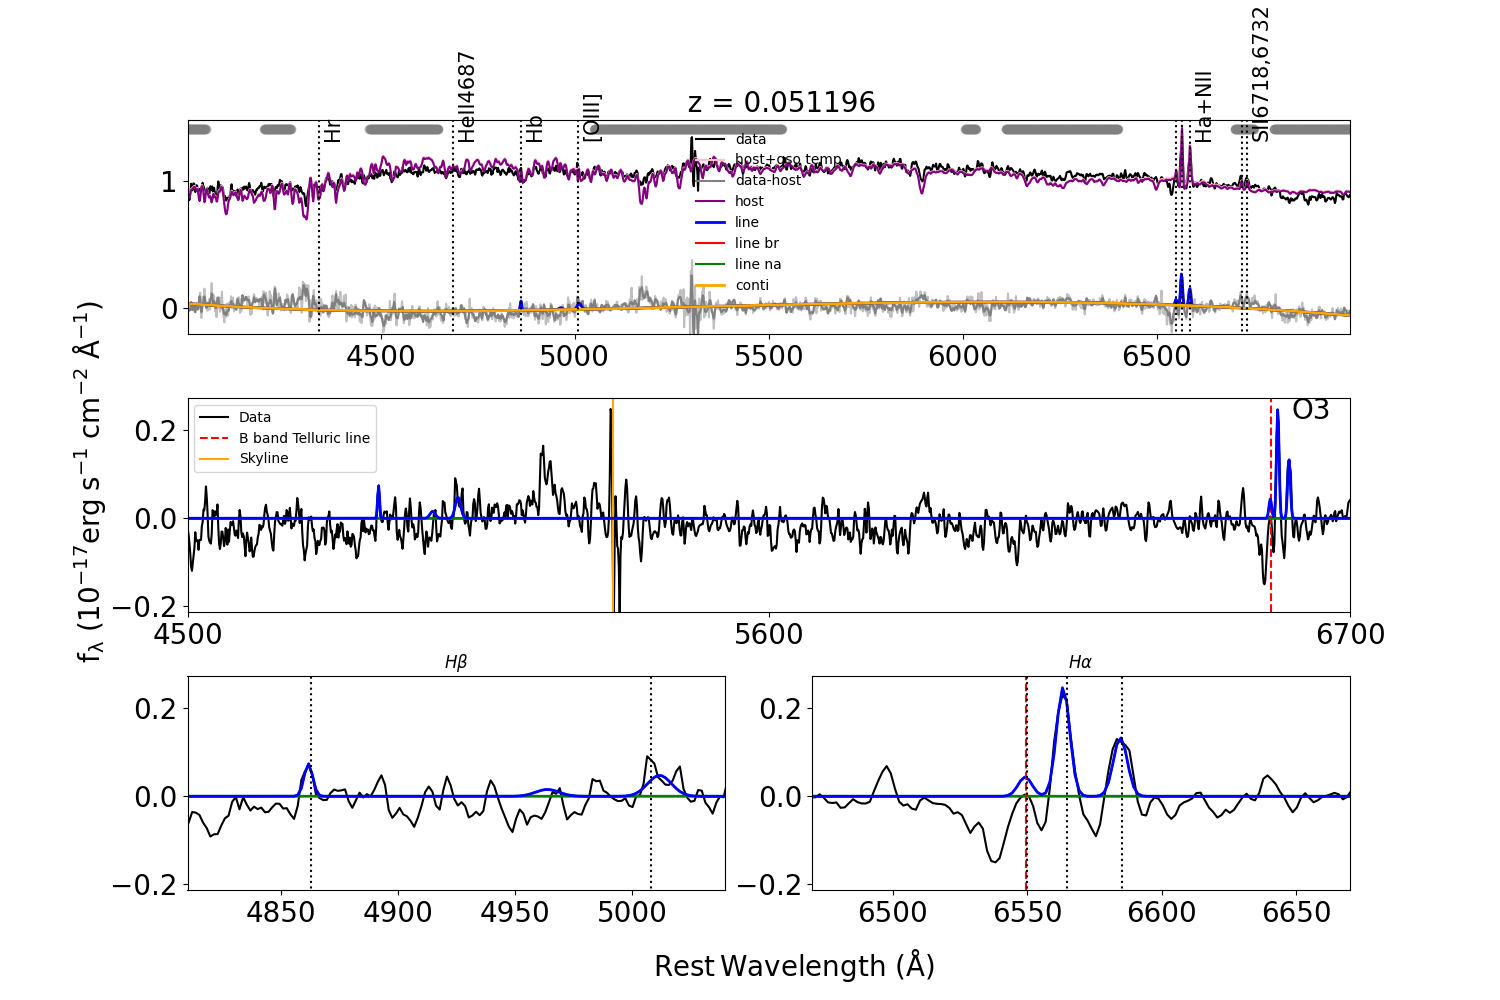 z = 0.051196
Hr
HeII4687
Hb
[OIII]
Ha+NII
SII6718,6732
data
host+qso temp
data-host
host
line
line br
line na
conti
1
0
4500 5000 5500 6000 6500
fλ (10⁻¹⁷erg s⁻¹ cm⁻² Å⁻¹)
Data
B band Telluric line
Skyline
O3
0.2
0.0
−0.2
4500 5600 6700
Hβ
0.2
0.0
−0.2
4850 4900 4950 5000
Hα
0.2
0.0
−0.2
6500 6550 6600 6650
Rest Wavelength (Å)